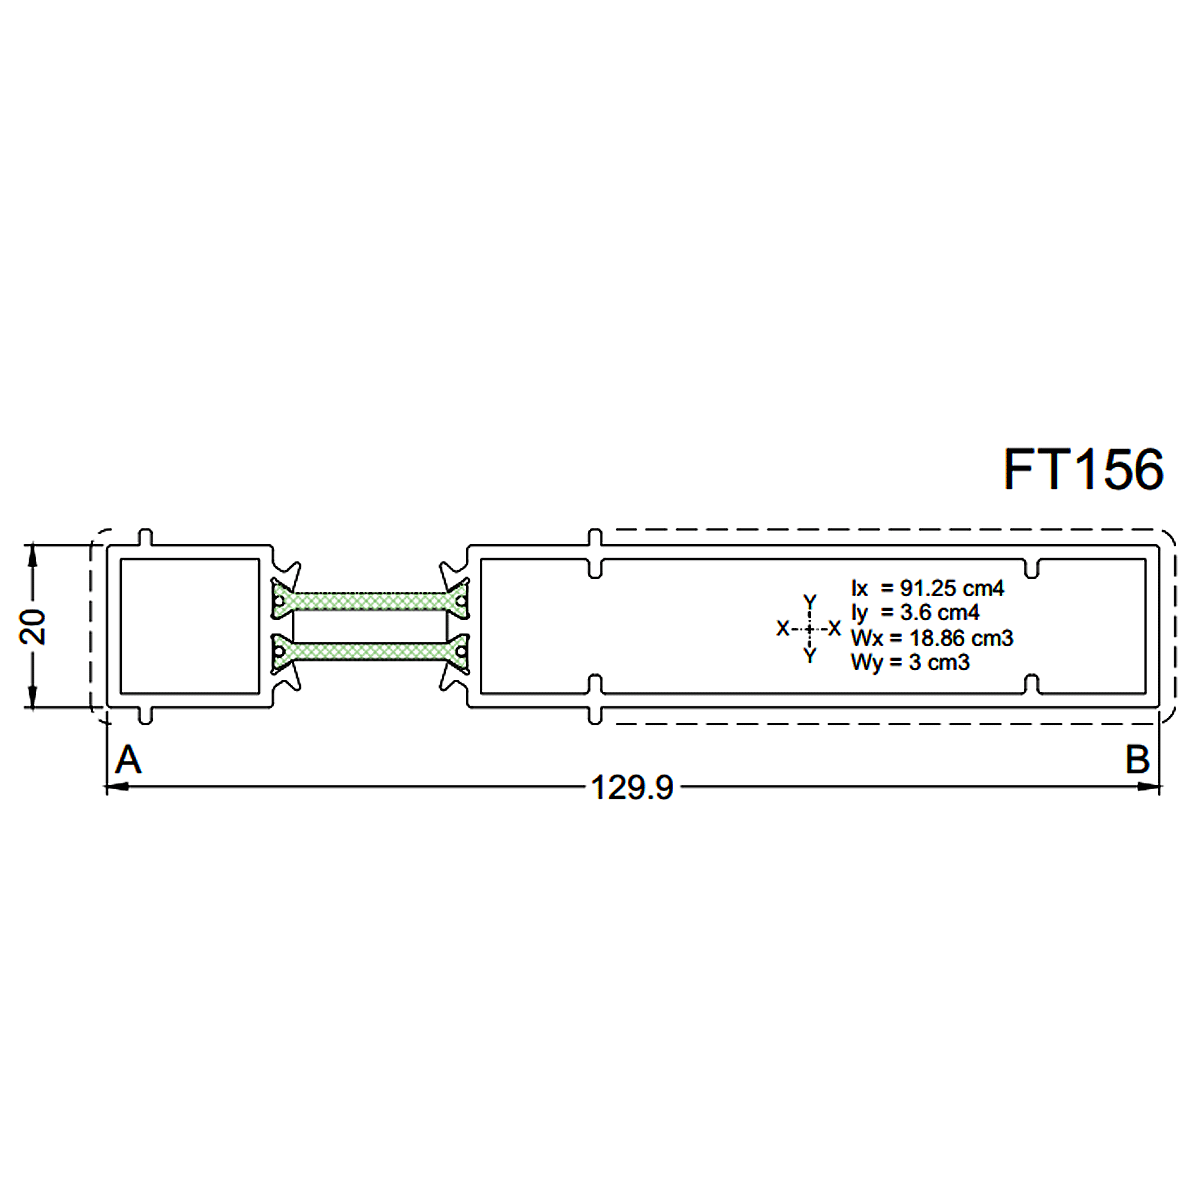 FT156
Ix = 91.25 cm4
Iy = 3.6 cm4
Wx = 18.86 cm3
Wy = 3 cm3
Y
X X
Y
20
A B
129.9